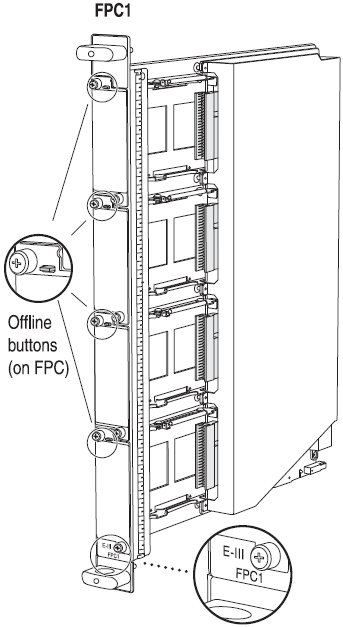 FPC1
Offline
buttons
(on FPC)
E-III
FPC1
E-III
FPC1